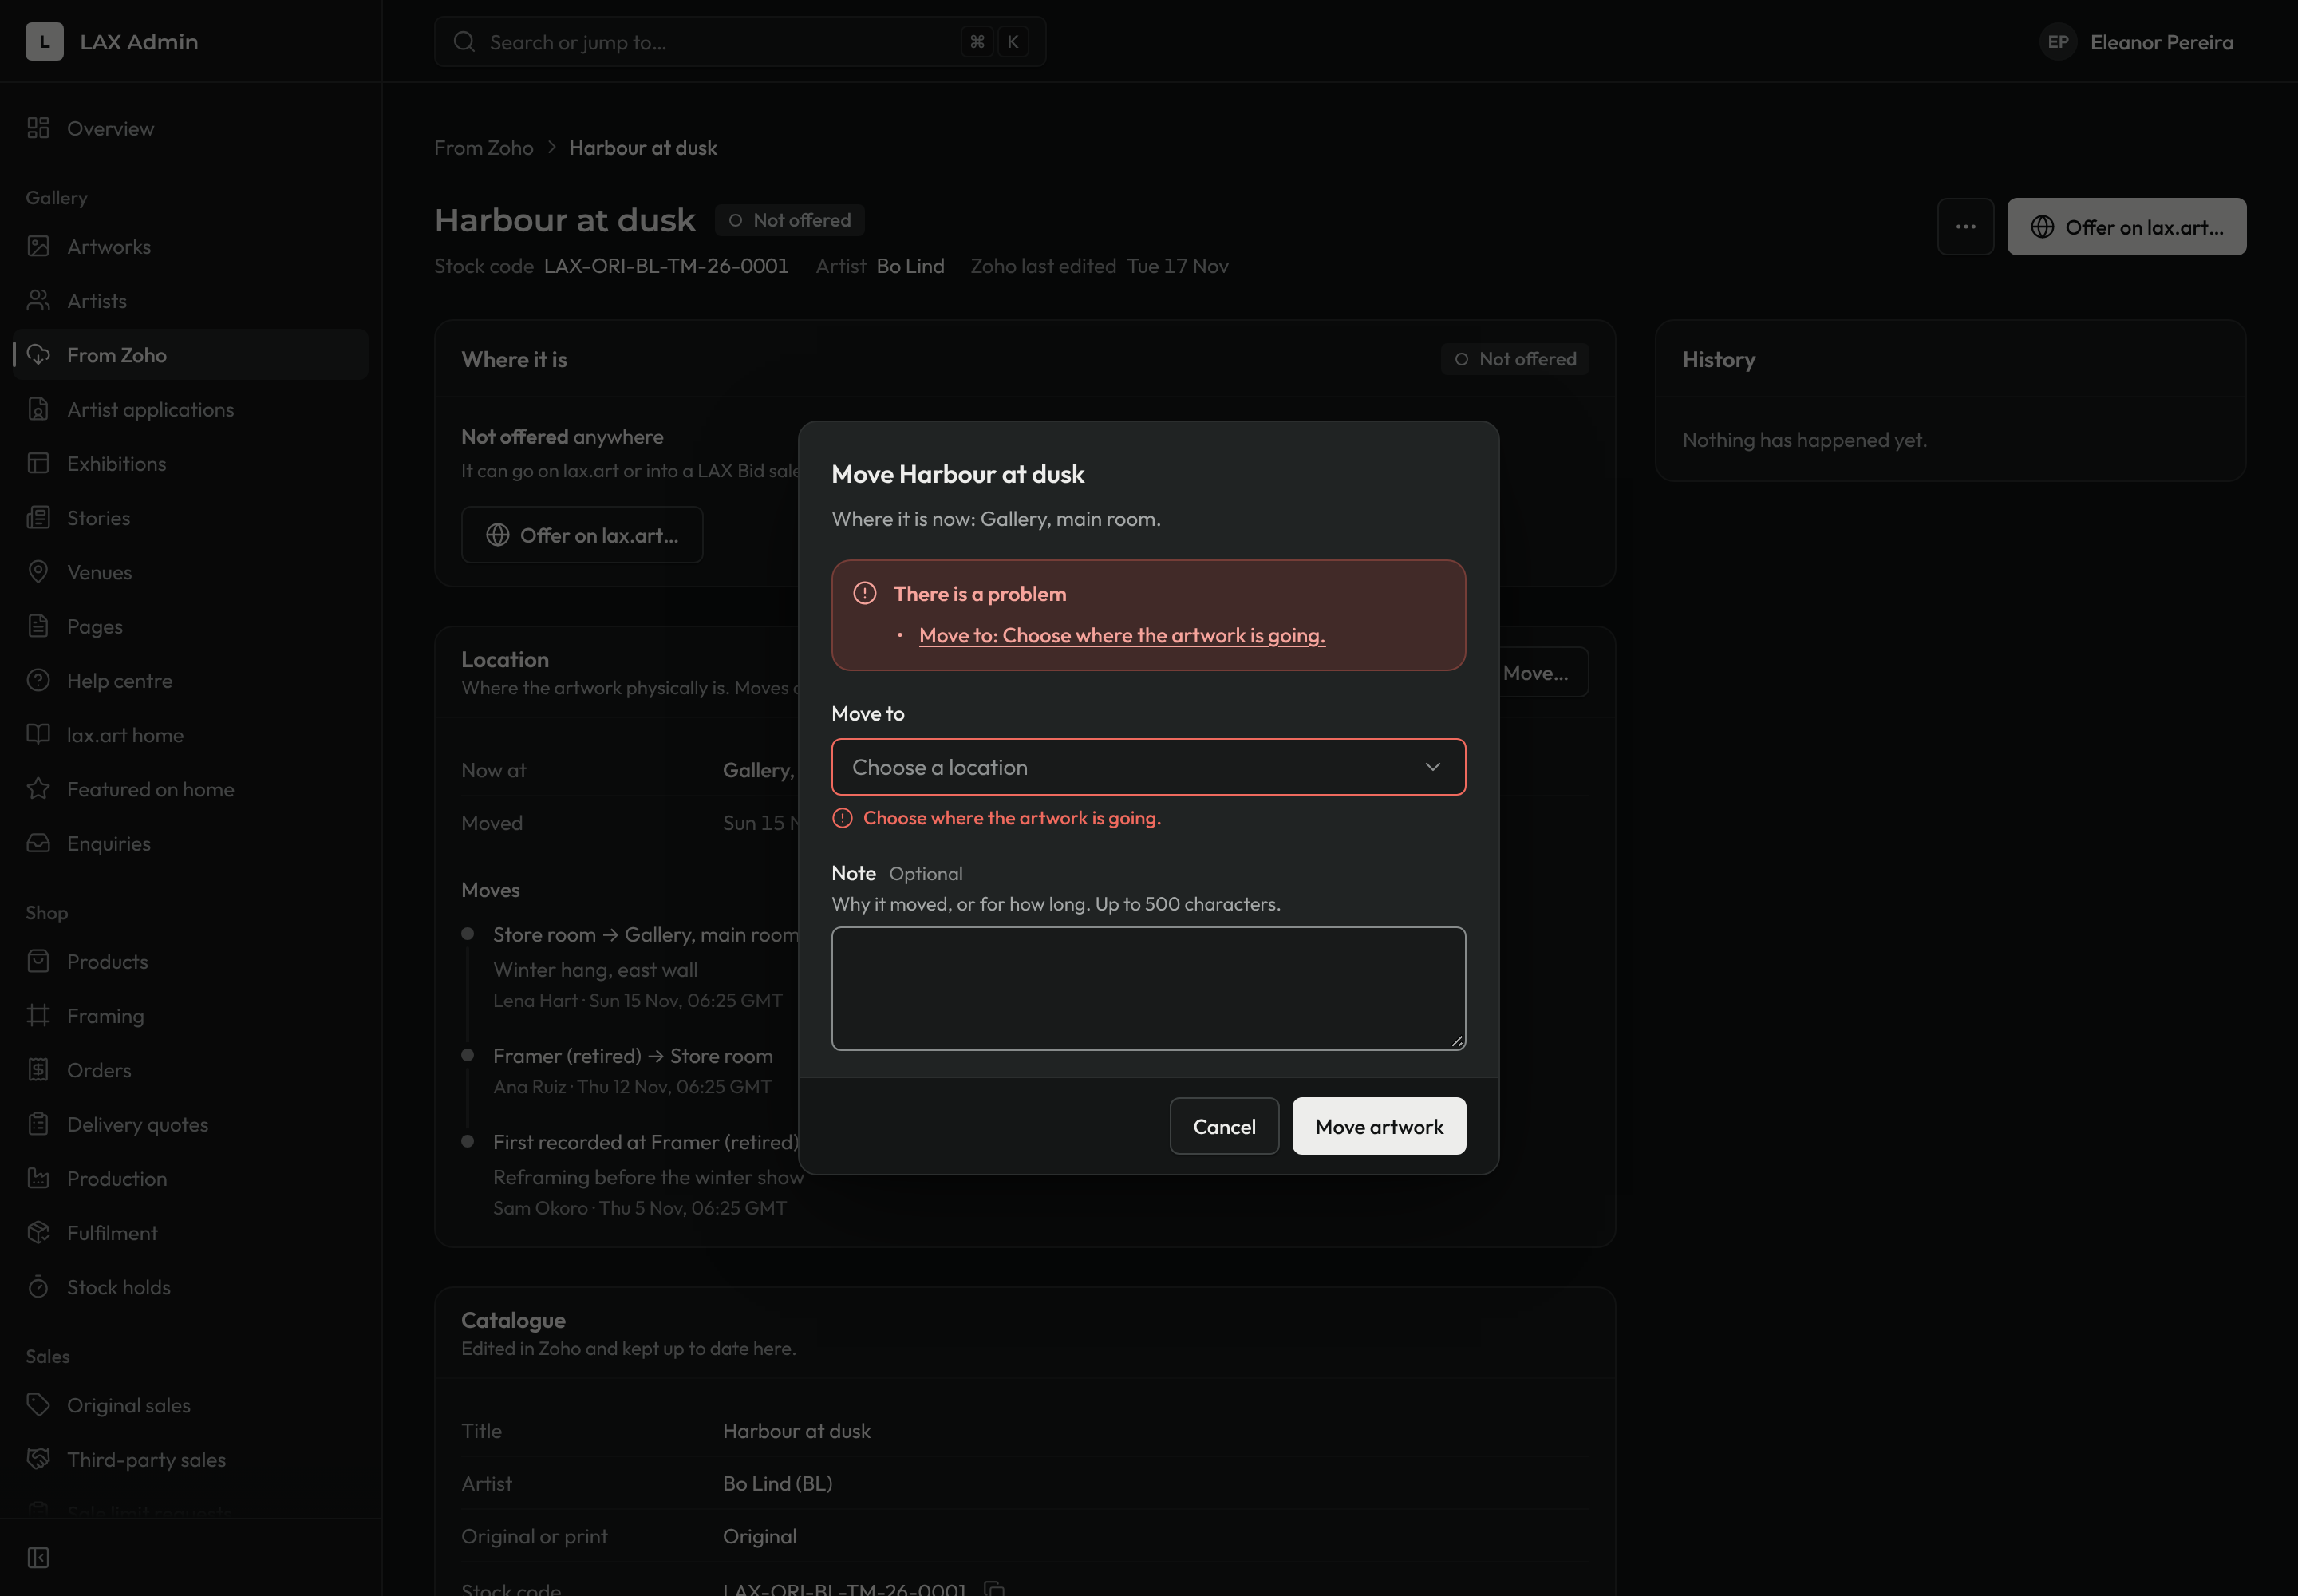 L LAX Admin
Search or jump to... ⌘ K
EP Eleanor Pereira
Overview
Gallery
Artworks
Artists
From Zoho
Artist applications
Exhibitions
Stories
Venues
Pages
Help centre
lax.art home
Featured on home
Enquiries
Shop
Products
Framing
Orders
Delivery quotes
Production
Fulfilment
Stock holds
Sales
Original sales
Third-party sales
From Zoho > Harbour at dusk
Harbour at dusk Not offered
Stock code LAX-ORI-BL-TM-26-0001 Artist Bo Lind Zoho last edited Tue 17 Nov
... Offer on lax.art...
Where it is Not offered
Not offered anywhere
It can go on lax.art or into a LAX Bid sale
Offer on lax.art...
Location
Where the artwork physically is. Moves
Move...
Now at Gallery,
Moved Sun 15
Moves
Store room → Gallery, main room
Winter hang, east wall
Lena Hart · Sun 15 Nov, 06:25 GMT
Framer (retired) → Store room
Ana Ruiz · Thu 12 Nov, 06:25 GMT
First recorded at Framer (retired)
Reframing before the winter show
Sam Okoro · Thu 5 Nov, 06:25 GMT
Catalogue
Edited in Zoho and kept up to date here.
Title Harbour at dusk
Artist Bo Lind (BL)
Original or print Original
Stock code LAX-ORI-BL-TM-26-0001
History
Nothing has happened yet.
Move Harbour at dusk
Where it is now: Gallery, main room.
There is a problem
• Move to: Choose where the artwork is going.
Move to
Choose a location
Choose where the artwork is going.
Note Optional
Why it moved, or for how long. Up to 500 characters.
Cancel
Move artwork